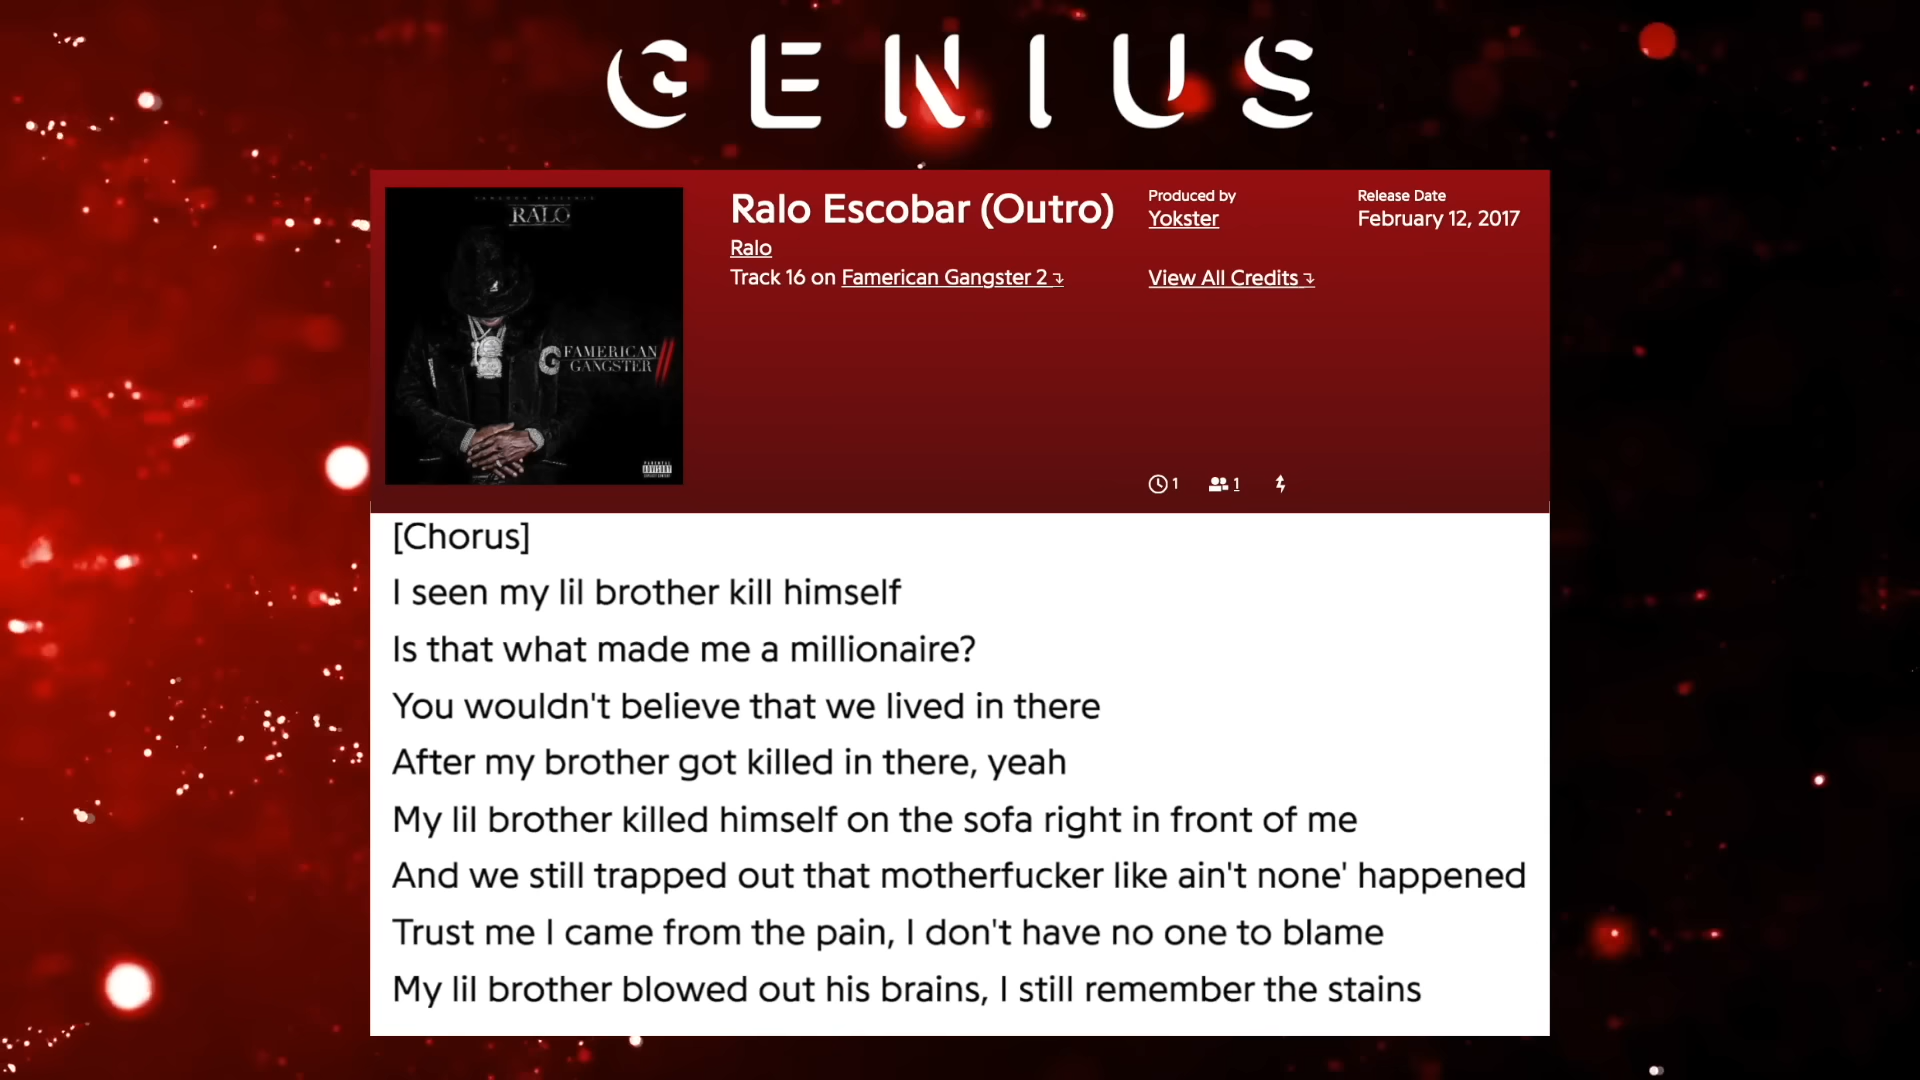 GENIUS
RALO
FAMERICAN
GANGSTER
PARENTAL
ADVISORY
EXPLICIT CONTENT
Ralo Escobar (Outro)
Ralo
Track 16 on Famerican Gangster 2
Produced by
Yokster
View All Credits
Release Date
February 12, 2017
1
1
[Chorus]
I seen my lil brother kill himself
Is that what made me a millionaire?
You wouldn't believe that we lived in there
After my brother got killed in there, yeah
My lil brother killed himself on the sofa right in front of me
And we still trapped out that motherfucker like ain't none' happened
Trust me I came from the pain, I don't have no one to blame
My lil brother blowed out his brains, I still remember the stains